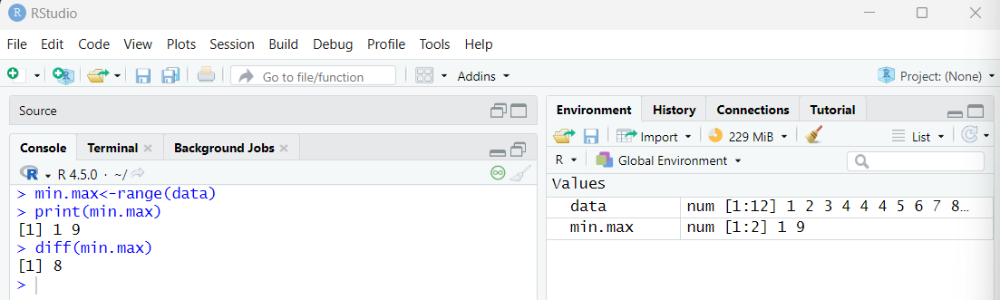 RStudio
File Edit Code View Plots Session Build Debug Profile Tools Help
Go to file/function Addins Project: (None)
Source
Console Terminal Background Jobs
R 4.5.0 · ~/
> min.max<-range(data)
> print(min.max)
[1] 1 9
> diff(min.max)
[1] 8
>
Environment History Connections Tutorial
Import 229 MiB List
R Global Environment
Values
data num [1:12] 1 2 3 4 4 4 5 6 7 8…
min.max num [1:2] 1 9